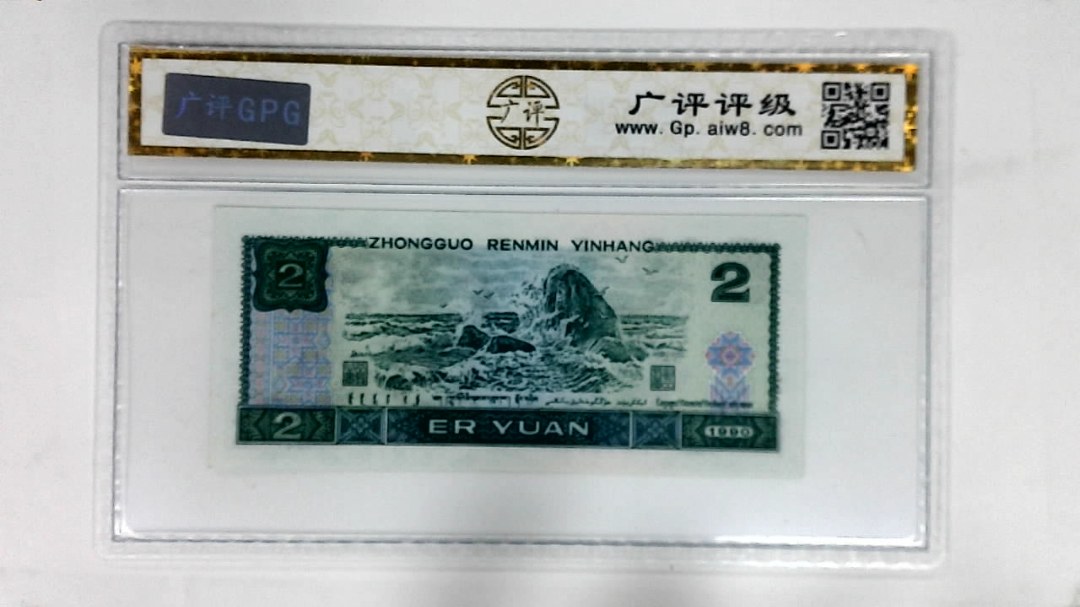 广评GPG
广评
广评评级
www.Gp.aiw8.com
ZHONGGUO RENMIN YINHANG
2
2
2
ER YUAN
1990